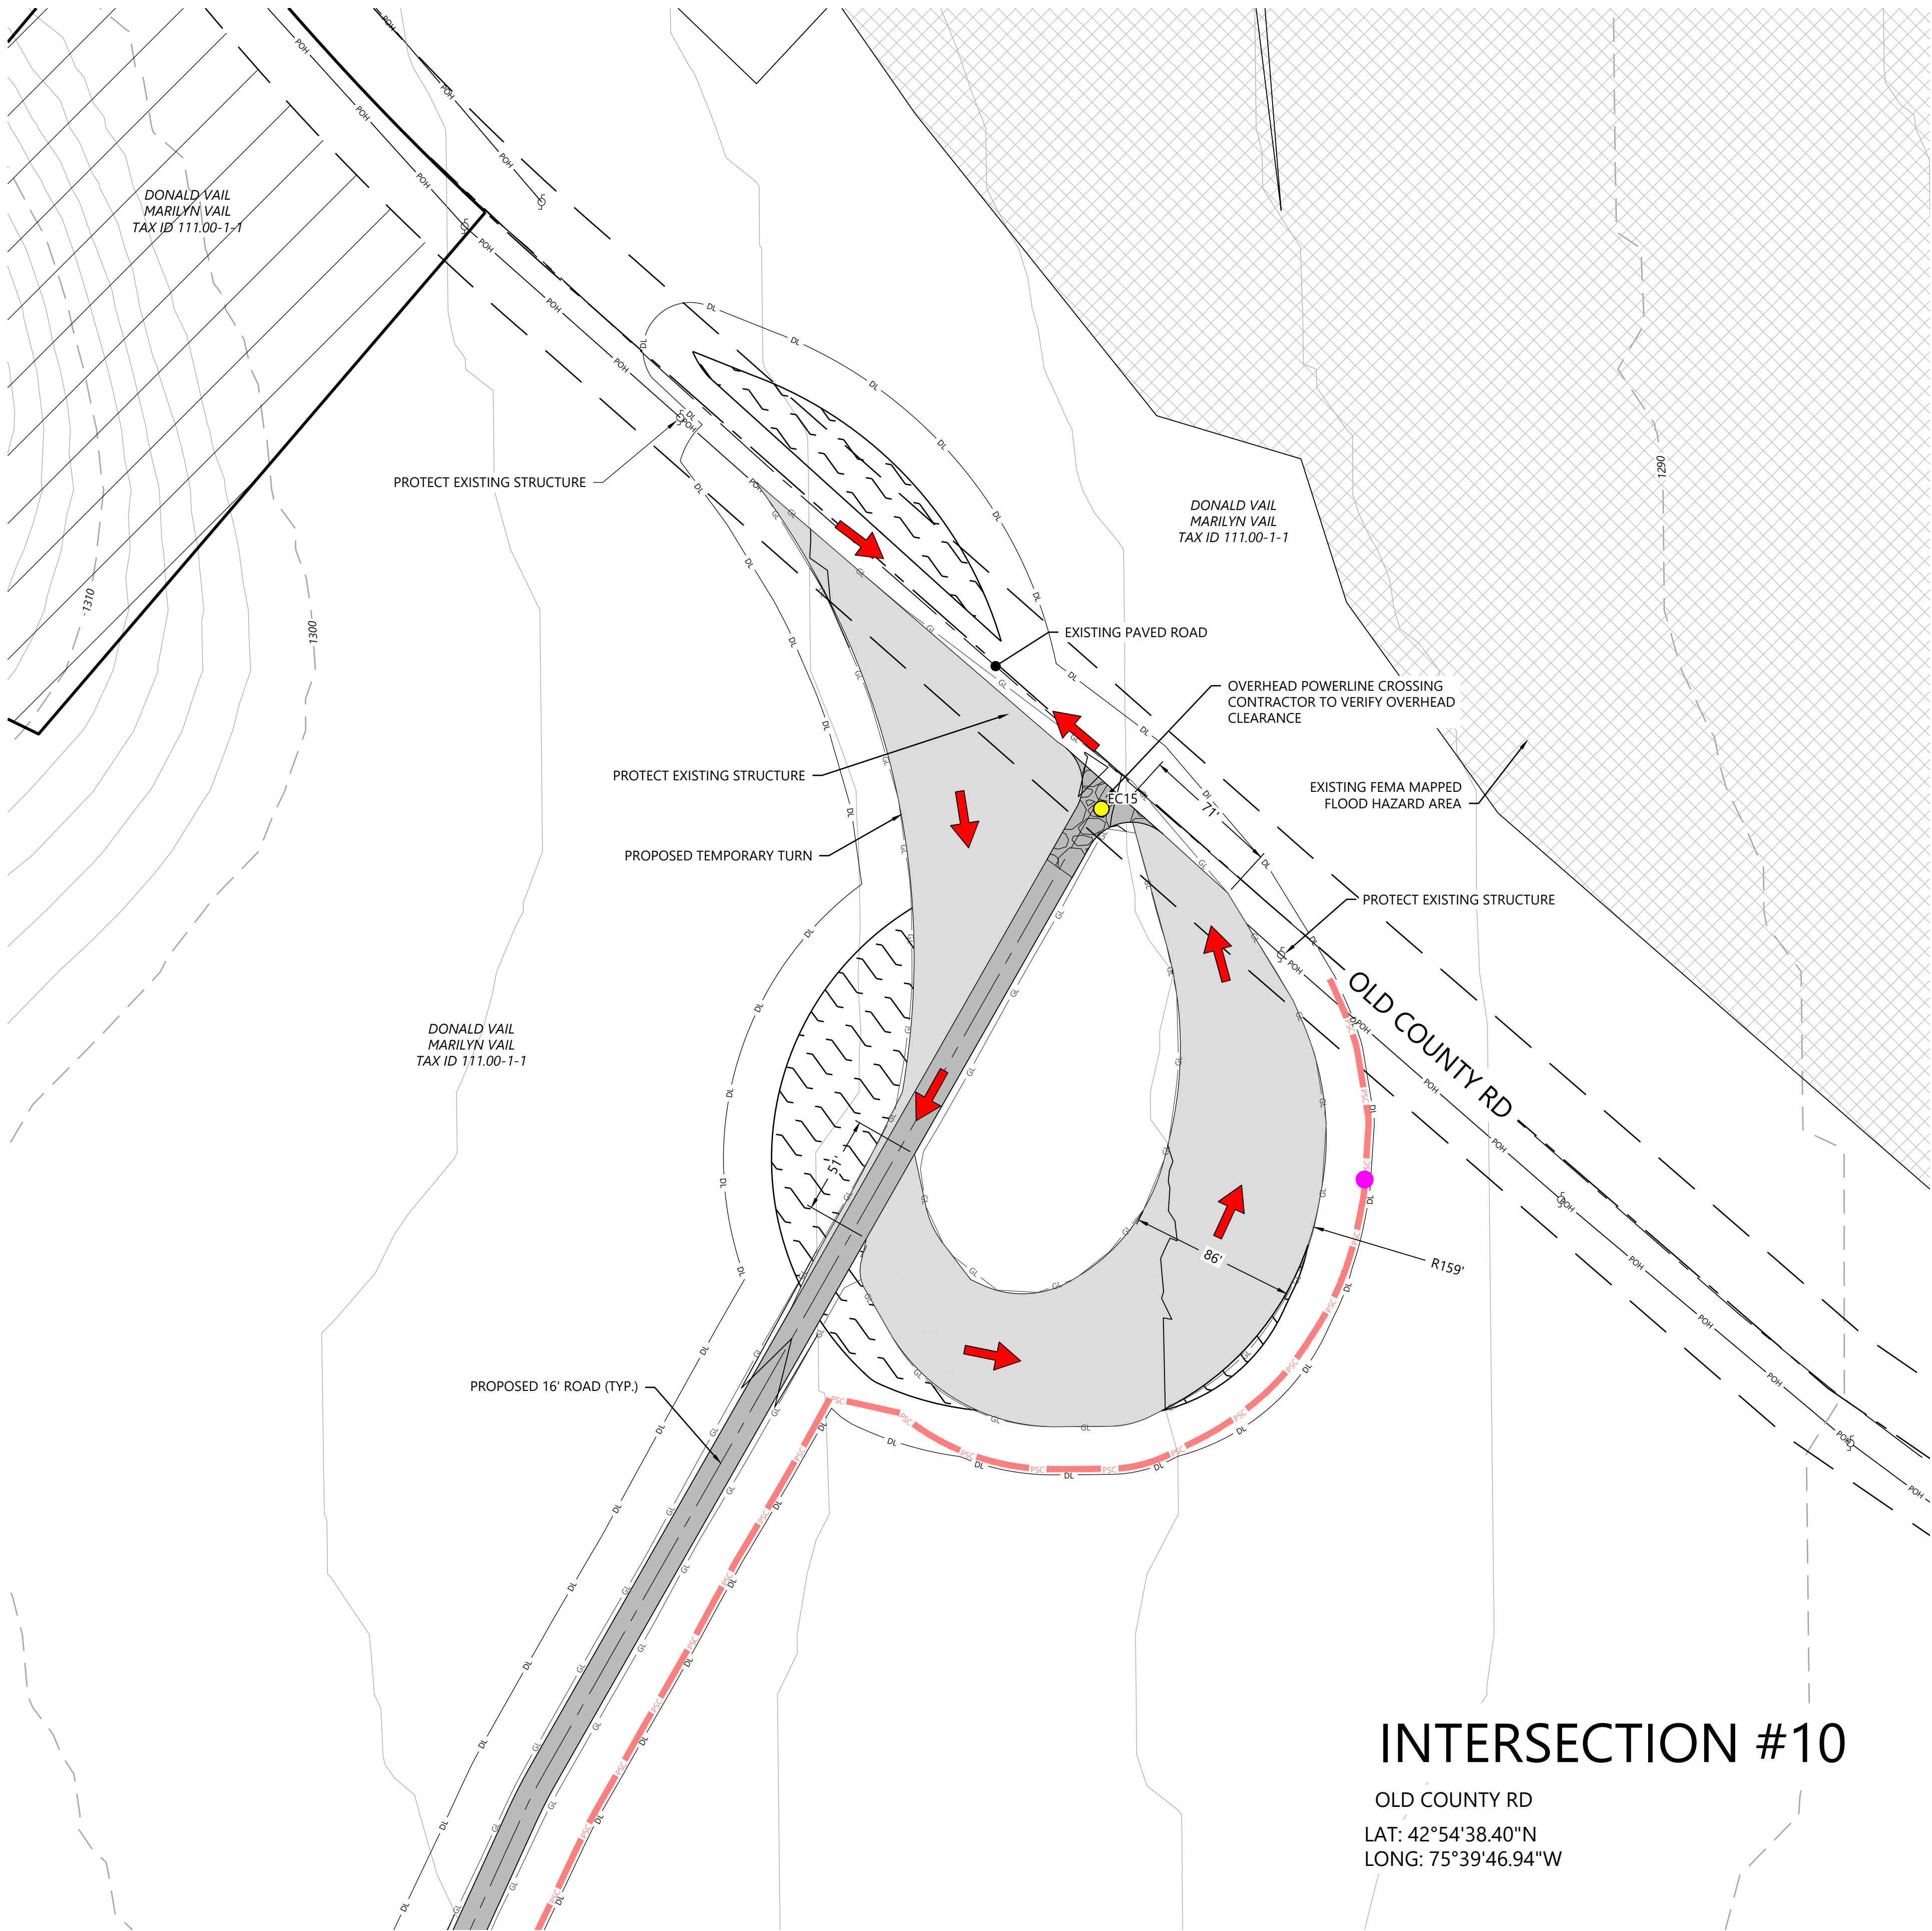 DONALD VAIL
MARILYN VAIL
TAX ID 111.00-1-1
PROTECT EXISTING STRUCTURE
DONALD VAIL
MARILYN VAIL
TAX ID 111.00-1-1
1290
1310
1300
EXISTING PAVED ROAD
OVERHEAD POWERLINE CROSSING
CONTRACTOR TO VERIFY OVERHEAD
CLEARANCE
PROTECT EXISTING STRUCTURE
EXISTING FEMA MAPPED
FLOOD HAZARD AREA
EC15
71'
PROPOSED TEMPORARY TURN
PROTECT EXISTING STRUCTURE
OLD COUNTY RD
DONALD VAIL
MARILYN VAIL
TAX ID 111.00-1-1
51'
86'
R159'
PROPOSED 16' ROAD (TYP.)
POH
DL
GL
PSC
INTERSECTION #10
OLD COUNTY RD
LAT: 42°54'38.40"N
LONG: 75°39'46.94"W